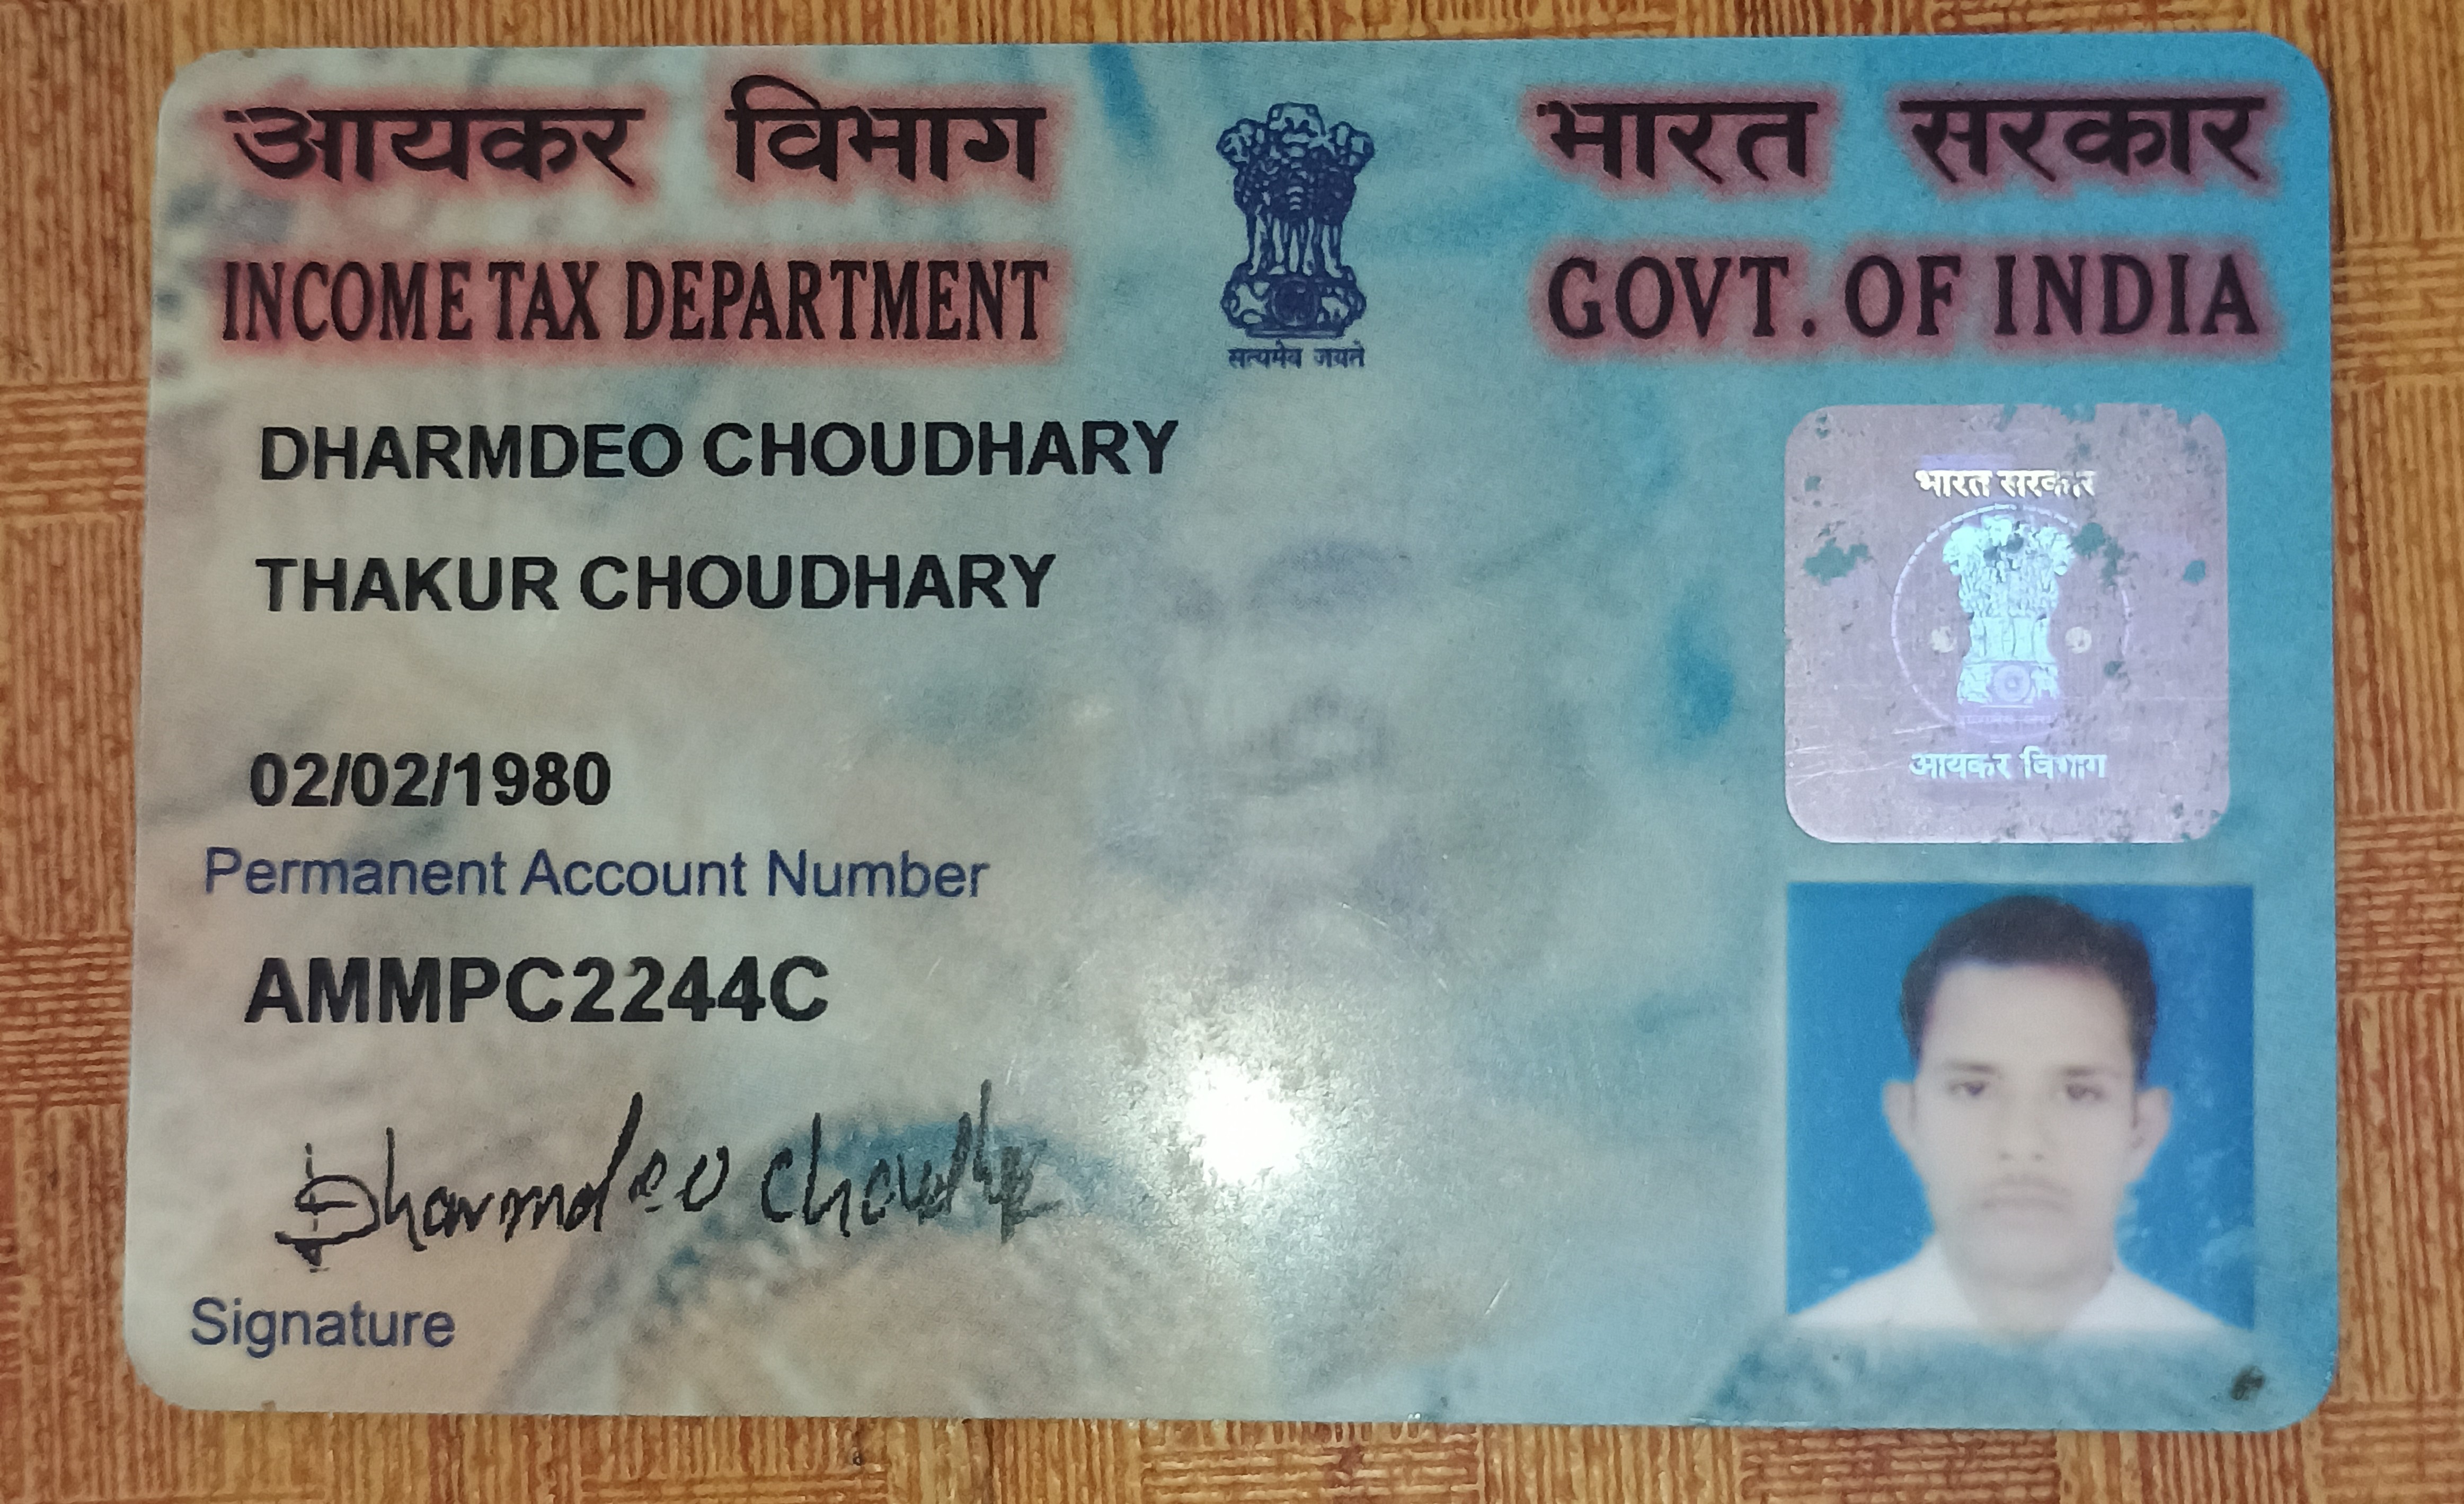 आयकर विभाग
INCOME TAX DEPARTMENT
सत्यमेव जयते
भारत सरकार
GOVT. OF INDIA
DHARMDEO CHOUDHARY
THAKUR CHOUDHARY
02/02/1980
Permanent Account Number
AMMPC2244C
Dharmdeo
Signature
भारत सरकार
आयकर विभाग